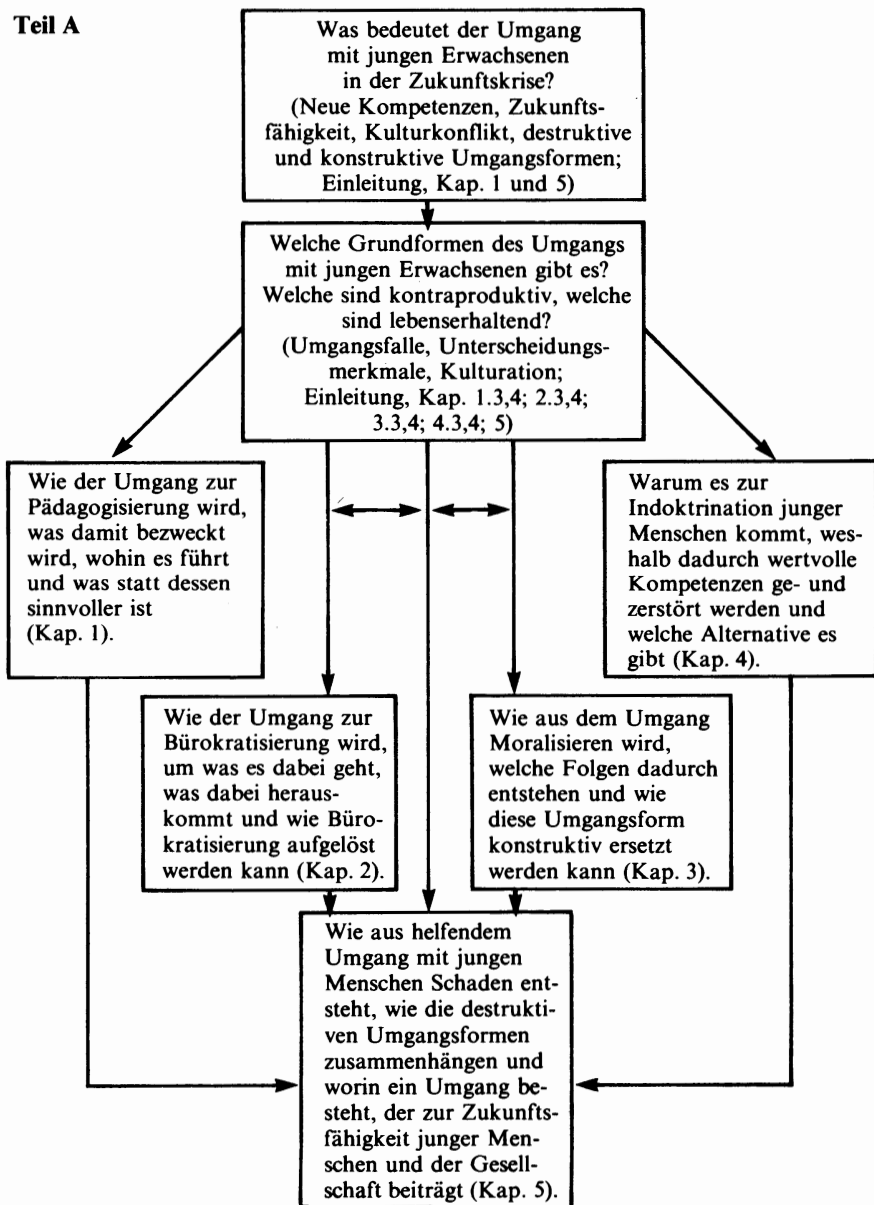 Teil A
Was bedeutet der Umgang
mit jungen Erwachsenen
in der Zukunftskrise?
(Neue Kompetenzen, Zukunfts-
fähigkeit, Kulturkonflikt, destruktive
und konstruktive Umgangsformen;
Einleitung, Kap. 1 und 5)
Welche Grundformen des Umgangs
mit jungen Erwachsenen gibt es?
Welche sind kontraproduktiv, welche
sind lebenserhaltend?
(Umgangsfalle, Unterscheidungs-
merkmale, Kulturation;
Einleitung, Kap. 1.3,4; 2.3,4;
3.3,4; 4.3,4; 5)
Wie der Umgang zur
Pädagogisierung wird,
was damit bezweckt
wird, wohin es führt
und was statt dessen
sinnvoller ist
(Kap. 1).
Warum es zur
Indoktrination junger
Menschen kommt, wes-
halb dadurch wertvolle
Kompetenzen ge- und
zerstört werden und
welche Alternative es
gibt (Kap. 4).
Wie der Umgang zur
Bürokratisierung wird,
um was es dabei geht,
was dabei heraus-
kommt und wie Büro-
kratisierung aufgelöst
werden kann (Kap. 2).
Wie aus dem Umgang
Moralisieren wird,
welche Folgen dadurch
entstehen und wie
diese Umgangsform
konstruktiv ersetzt
werden kann (Kap. 3).
Wie aus helfendem
Umgang mit jungen
Menschen Schaden ent-
steht, wie die destrukti-
ven Umgangsformen
zusammenhängen und
worin ein Umgang be-
steht, der zur Zukunfts-
fähigkeit junger Men-
schen und der Gesell-
schaft beiträgt (Kap. 5).